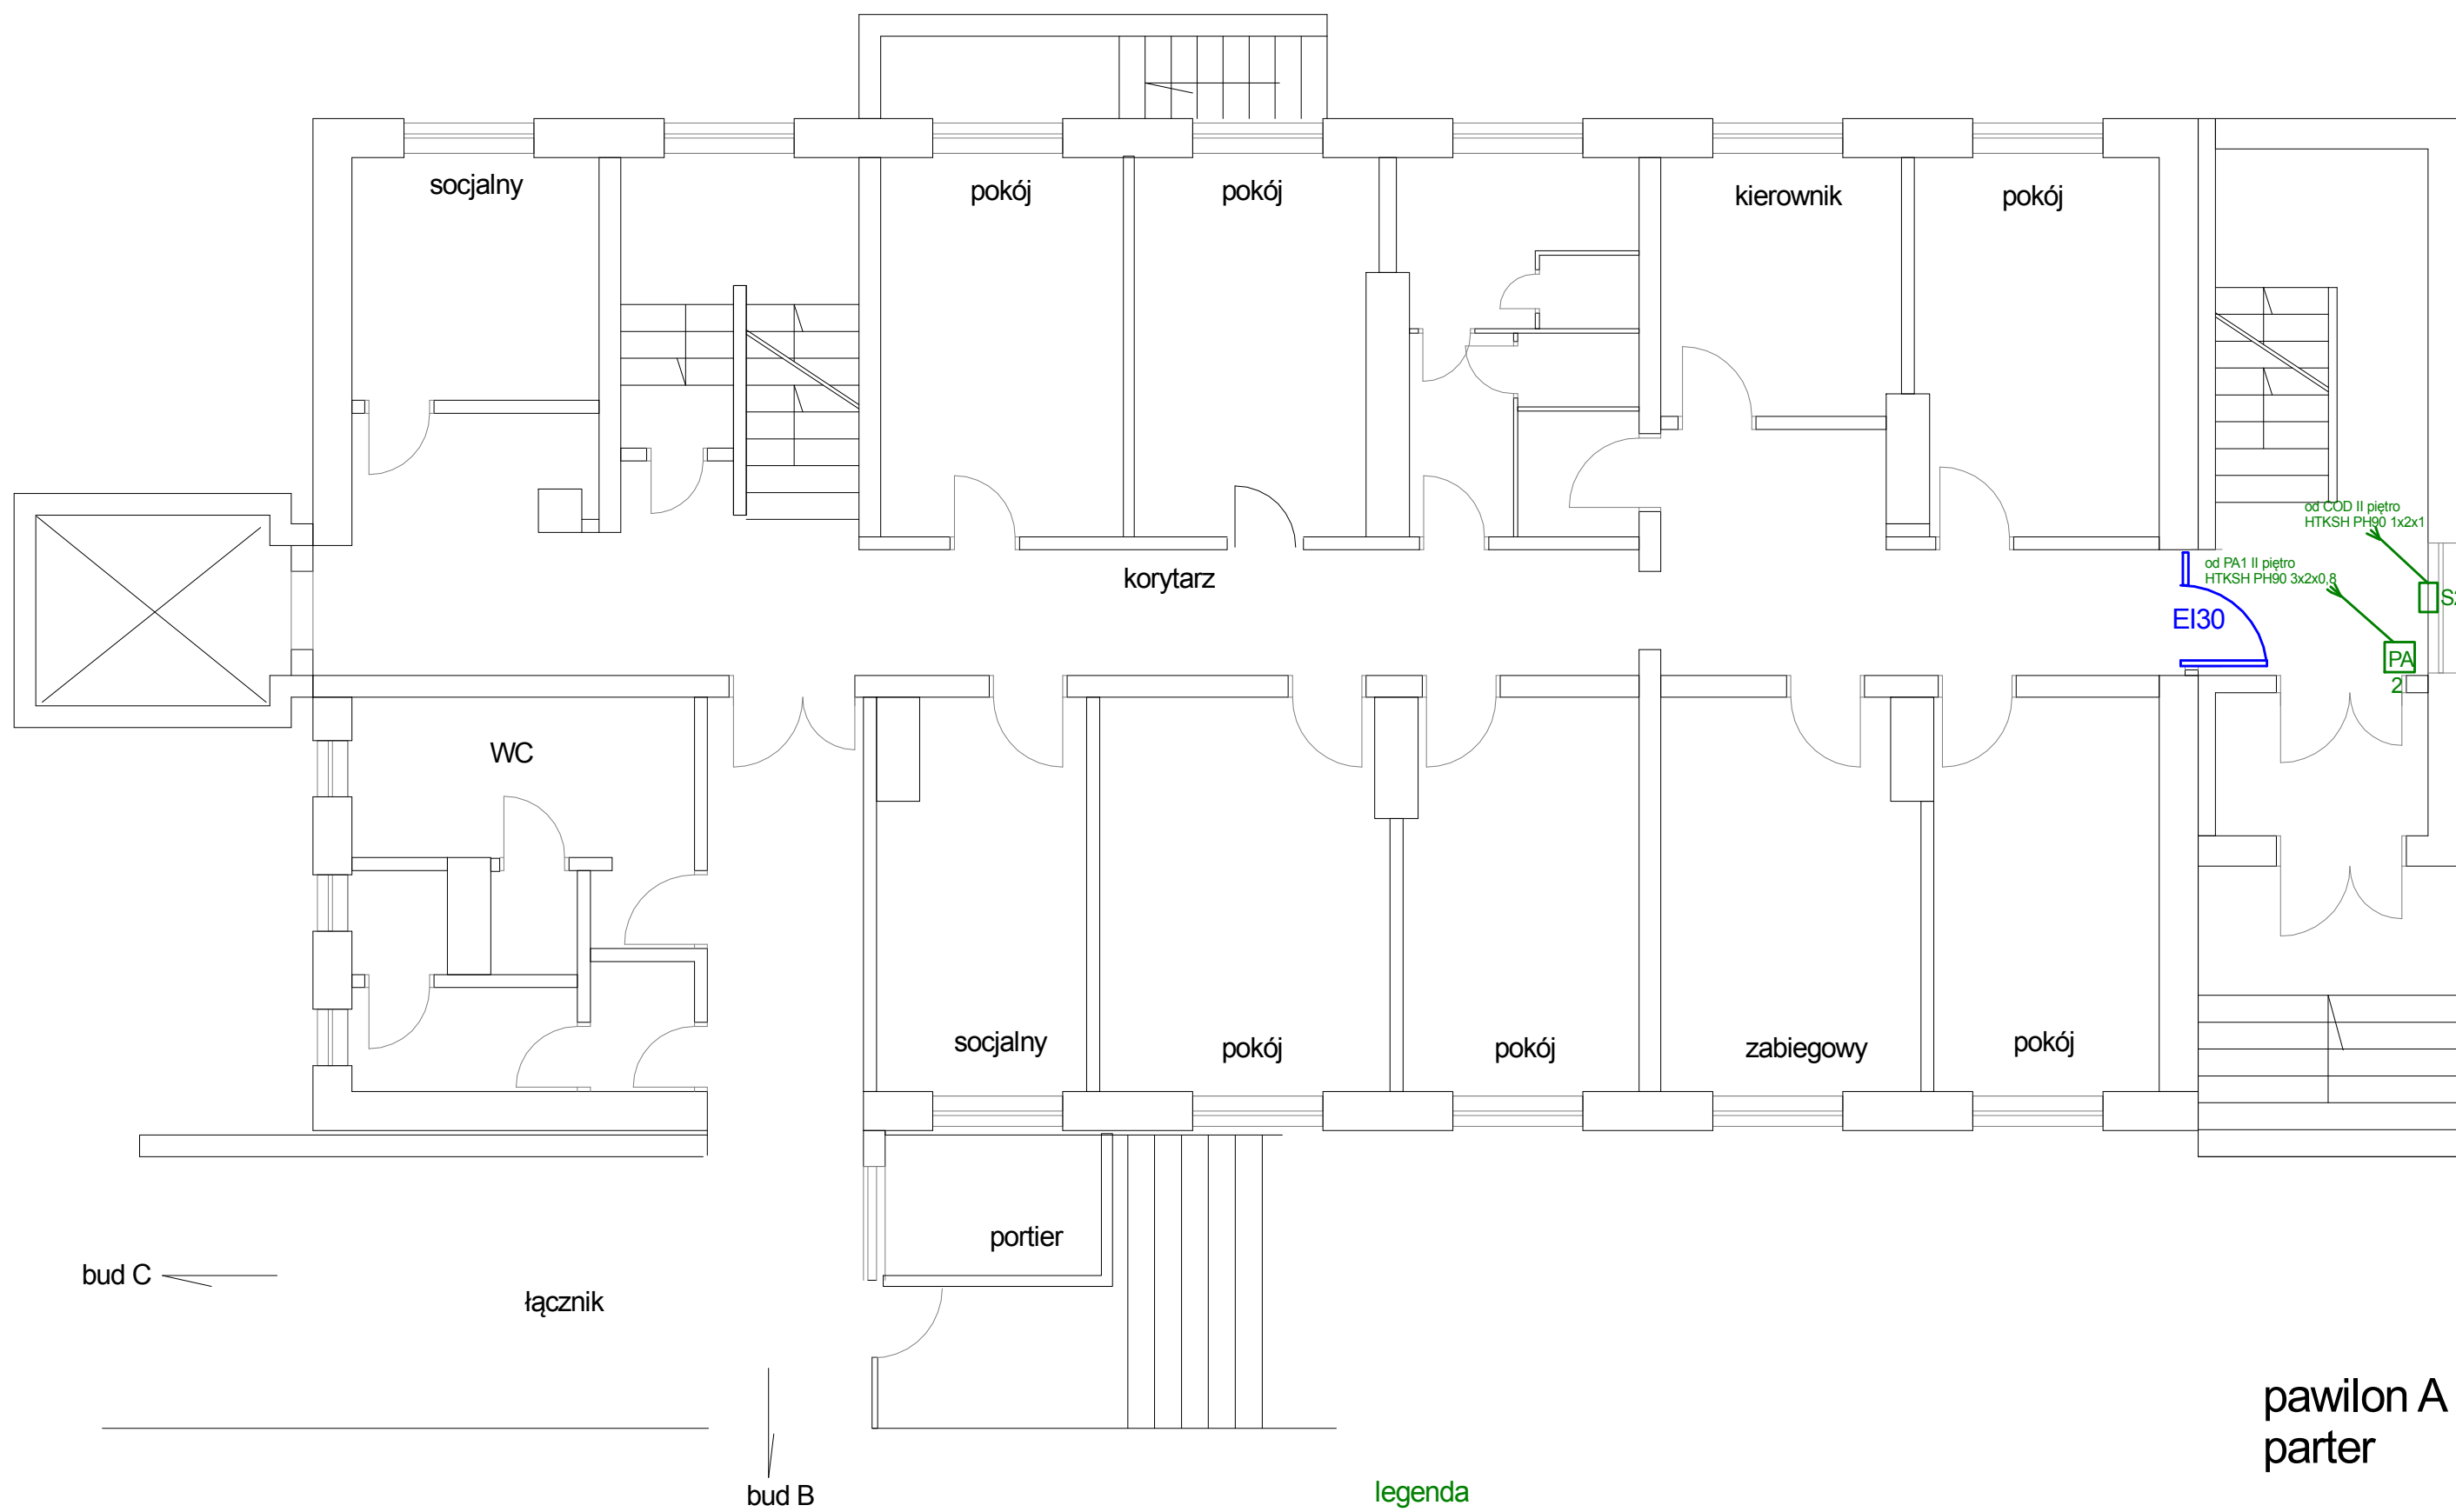 socjalny
pokój
pokój
kierownik
pokój
od COD II piętro
HTKSH PH90 1x2x1
od PA1 II piętro
HTKSH PH90 3x2x0,8
korytarz
EI30
S2
PA
2
WC
socjalny
pokój
pokój
zabiegowy
pokój
portier
bud C
łącznik
pawilon A
parter
bud B
legenda